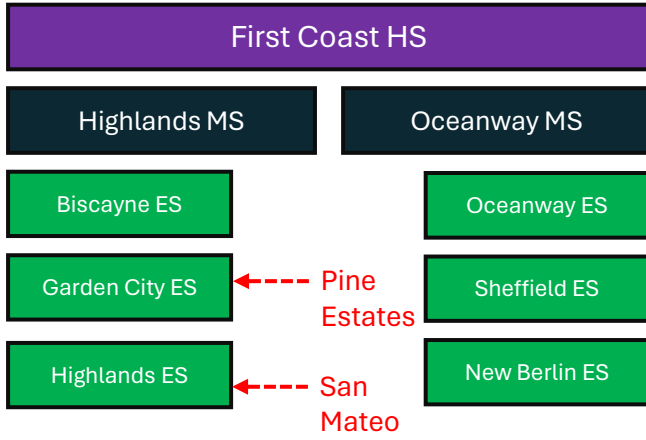 First Coast HS
Highlands MS
Oceanway MS
Biscayne ES
Oceanway ES
Garden City ES
Pine
Estates
Sheffield ES
Highlands ES
San
Mateo
New Berlin ES